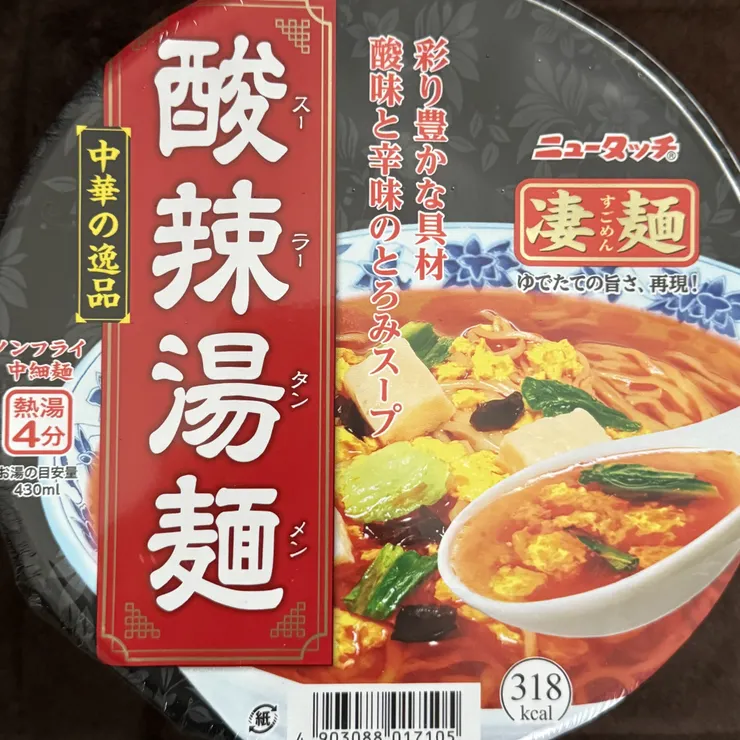 酸辣湯麺
スーラータンメン
中華の逸品
彩り豊かな具材
酸味と辛味のとろみスープ
ニュータッチ®
凄麺
すごめん
ゆでたての旨さ、再現!
ノンフライ
中細麺
熱湯
4分
お湯の目安量
430ml
318
kcal
紙
4 903088 017105